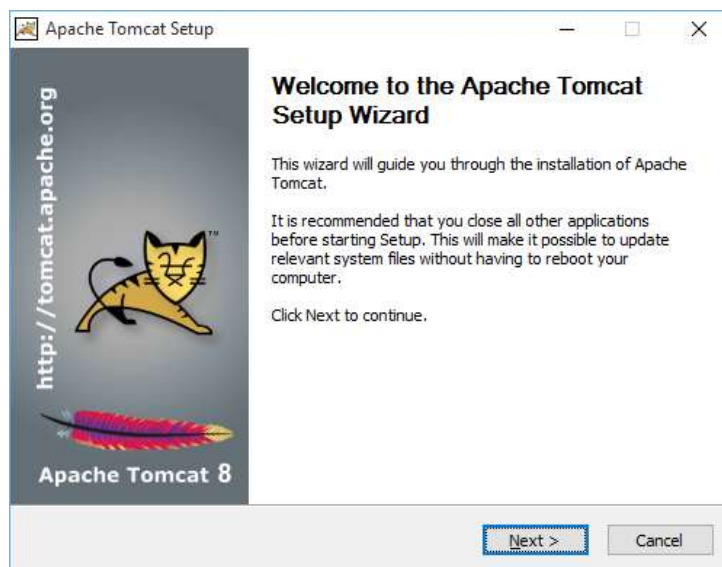 Apache Tomcat Setup
http://tomcat.apache.org
Apache Tomcat 8
Welcome to the Apache Tomcat
Setup Wizard
This wizard will guide you through the installation of Apache
Tomcat.
It is recommended that you close all other applications
before starting Setup. This will make it possible to update
relevant system files without having to reboot your
computer.
Click Next to continue.
TM
Next >
Cancel